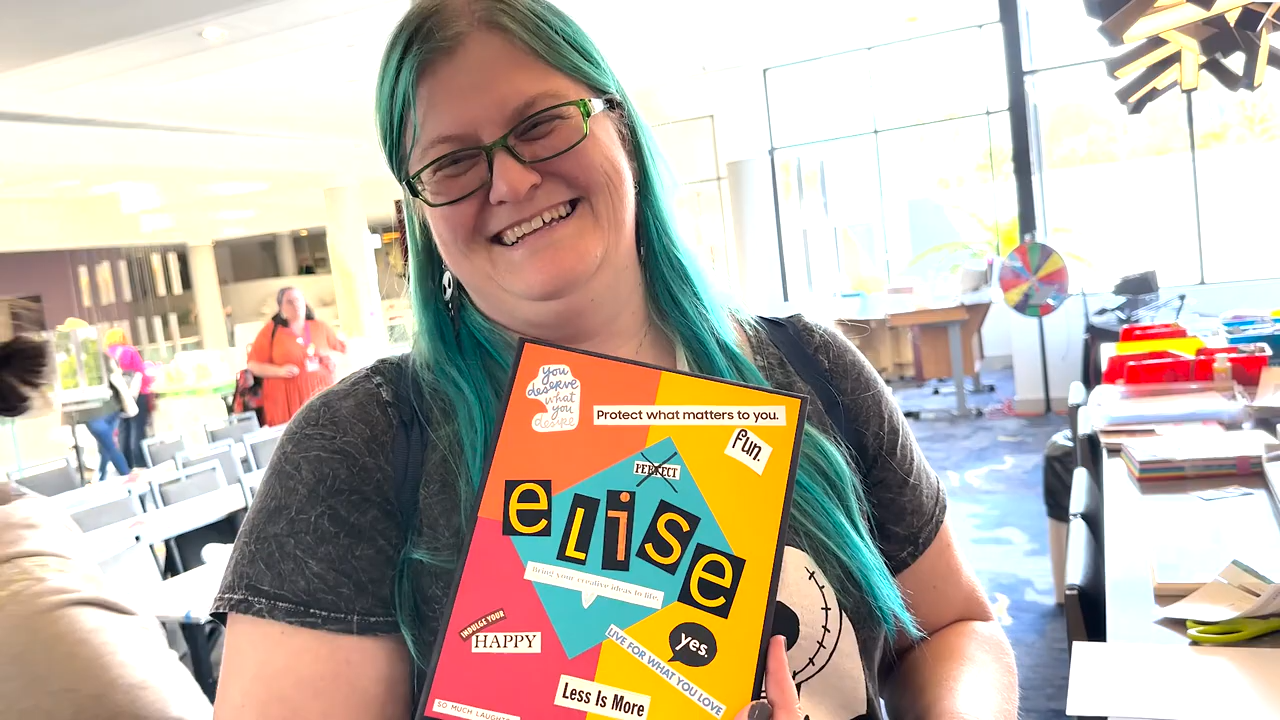 you
deserve
what
you
desire
Protect what matters to you.
fun.
PERFECT
eLiSe
Bring your creative ideas to life.
INDULGE YOUR
HAPPY
yes.
LIVE FOR WHAT YOU LOVE
Less Is More
SO MUCH LAUGHTER